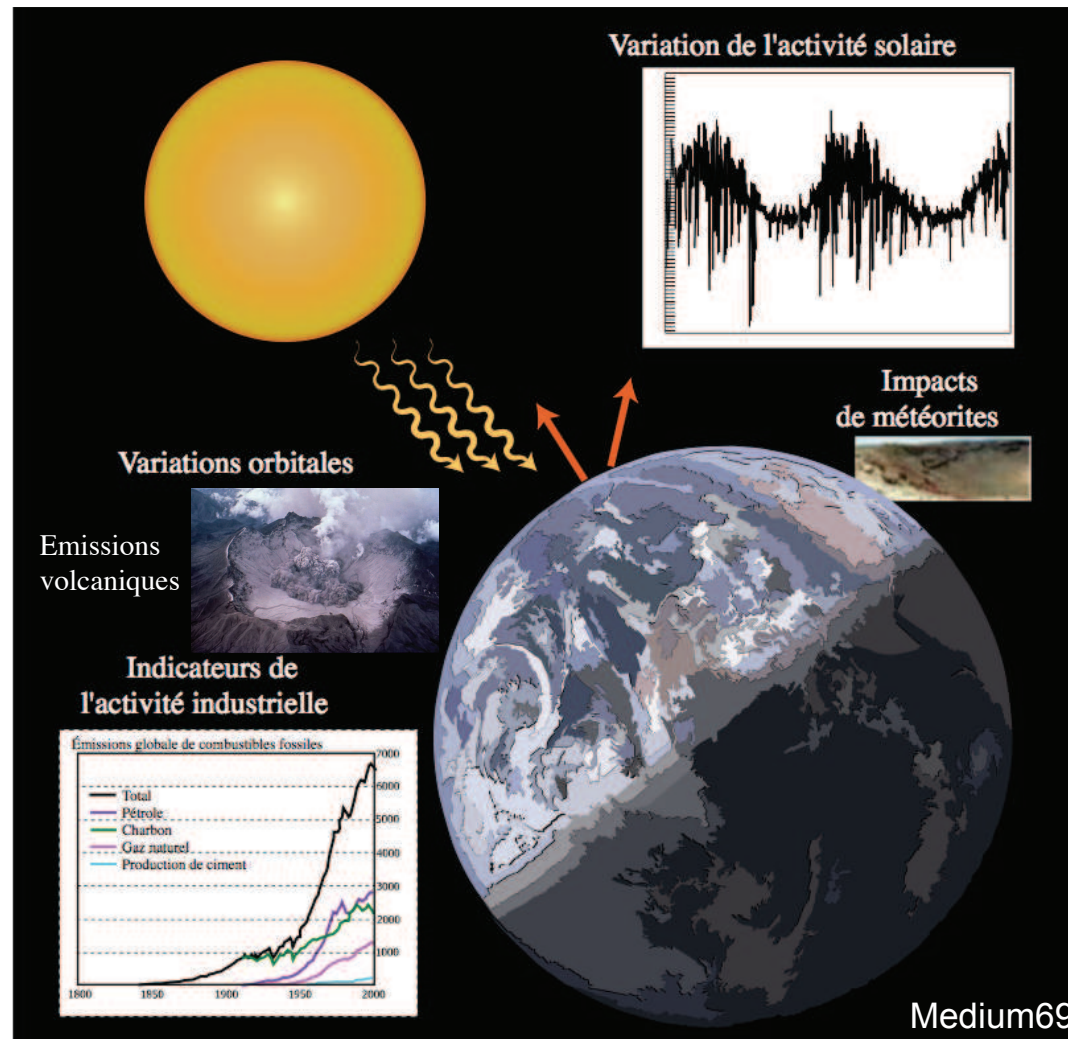 Variation de l'activité solaire
Impacts
de météorites
Variations orbitales
Emissions
volcaniques
Indicateurs de
l'activité industrielle
Émissions globale de combustibles fossiles
7000
6000
5000
4000
3000
2000
1000
Total
Pétrole
Charbon
Gaz naturel
Production de ciment
1800
1850
1900
1950
2000
Medium69